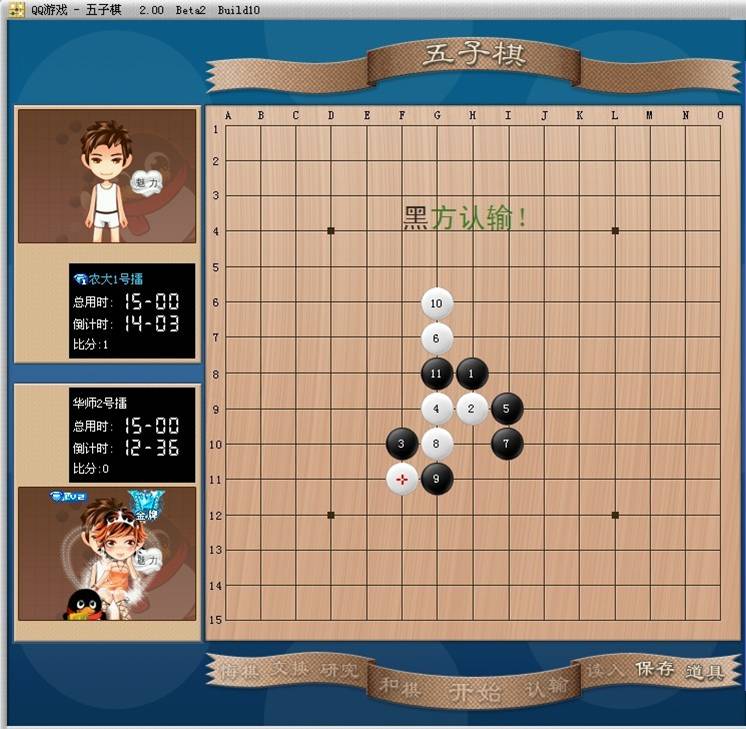 QQ游戏 - 五子棋 2.00 Beta2 Build10
五子棋
A B C D E F G H I J K L M N O
1
2
3
魅力
黑方认输！
4
5
农大1号擂
总用时：15-00
倒计时：14-03
比分:1
6
10
7
6
8
11 1
华师2号擂
总用时：15-00
倒计时：12-36
比分:0
9
4 2 5
10
3 8 7
11
9
Lv2
金牌
魅力
12
13
14
15
悔棋 交换 研究 和棋 开始 认输 读入 保存 道具